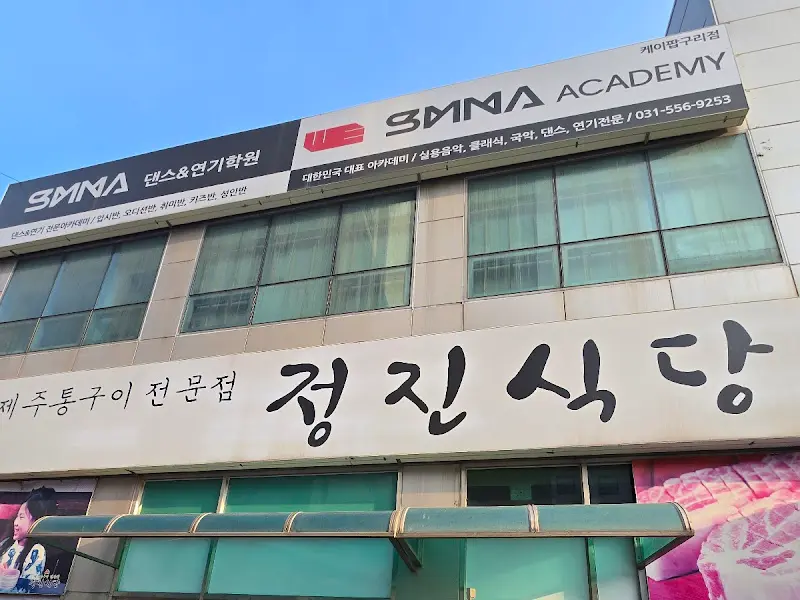 케이팝구리점
SMMA ACADEMY
대한민국 대표 아카데미 / 실용음악, 클래식, 국악, 댄스, 연기전문 / 031-556-9253
SMMA 댄스&연기학원
댄스&연기 전문아카데미 / 입시반, 오디션반, 취미반, 키즈반, 성인반
제주통구이 전문점
정진식당